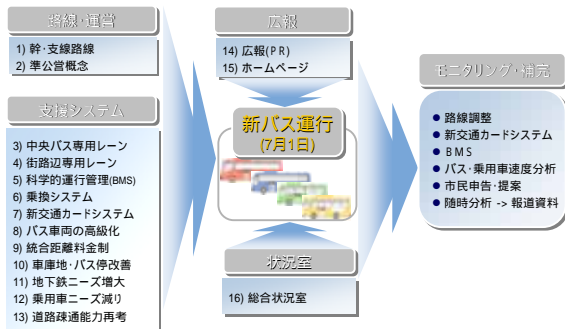 路線･運営
1) 幹･支線路線
2) 準公営概念
支援システム
3) 中央バス専用レーン
4) 街路辺専用レーン
5) 科学的運行管理(BMS)
6) 乗換システム
7) 新交通カードシステム
8) バス車両の高級化
9) 統合距離料金制
10) 車庫地･バス停改善
11) 地下鉄ニーズ増大
12) 乗用車ニーズ減り
13) 道路疎通能力再考
広報
14) 広報(PR)
15) ホームページ
新バス運行
(7月1日)
状況室
16) 総合状況室
モニタリング･補完
● 路線調整
● 新交通カードシステム
● BMS
● バス･乗用車速度分析
● 市民申告･提案
● 随時分析 -> 報道資料